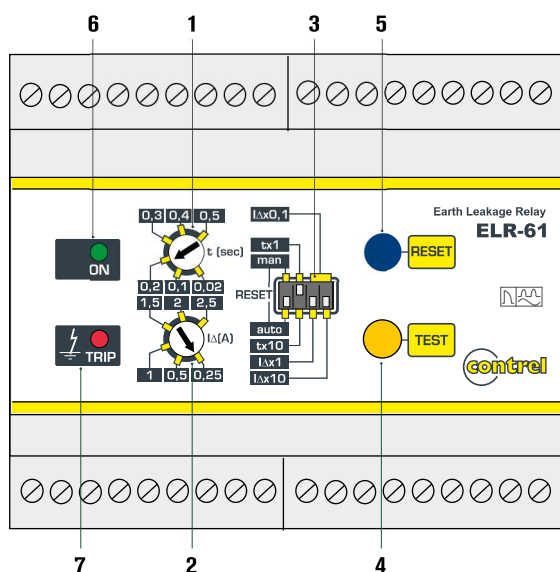 6 1 3 5
0,3 0,4 0,5
IΔx0,1
Earth Leakage Relay
ELR-61
t (sec)
tx1
man
RESET
ON
RESET
0,2 0,1 0,02
1,5 2 2,5
IΔ(A)
TRIP
auto
tx10
IΔx1
IΔx10
TEST
contrel
1 0,5 0,25
7 2 4